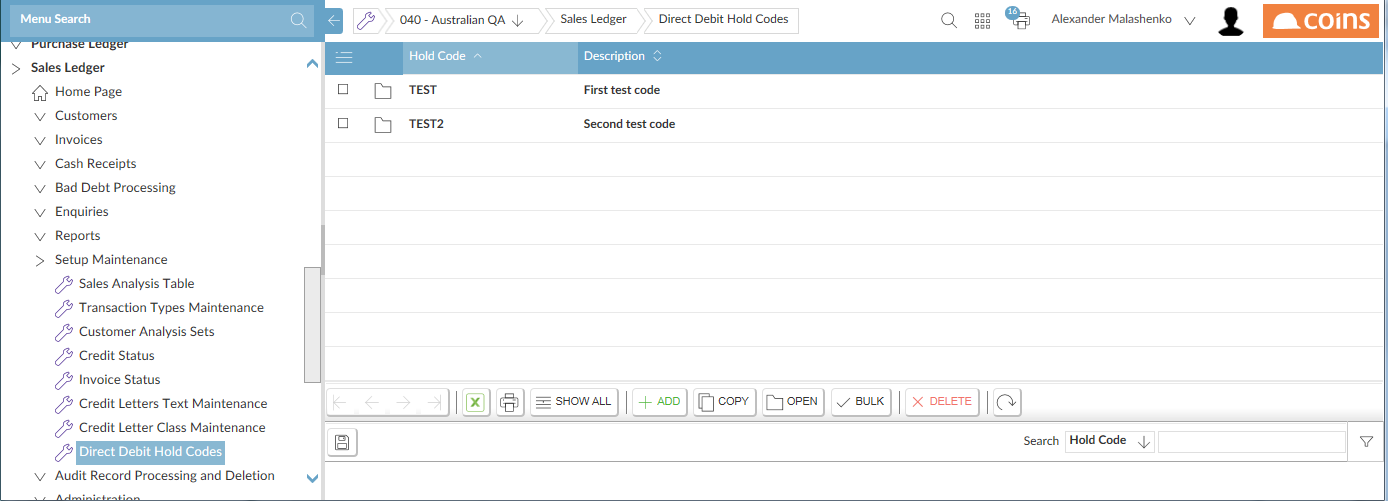 Menu Search
040 - Australian QA
Sales Ledger
Direct Debit Hold Codes
16
Alexander Malashenko
coins
Purchase Ledger
Sales Ledger
Home Page
Customers
Invoices
Cash Receipts
Bad Debt Processing
Enquiries
Reports
Setup Maintenance
Sales Analysis Table
Transaction Types Maintenance
Customer Analysis Sets
Credit Status
Invoice Status
Credit Letters Text Maintenance
Credit Letter Class Maintenance
Direct Debit Hold Codes
Audit Record Processing and Deletion
Administration
Hold Code Description
TEST First test code
TEST2 Second test code
X SHOW ALL ADD COPY OPEN BULK DELETE
Search Hold Code